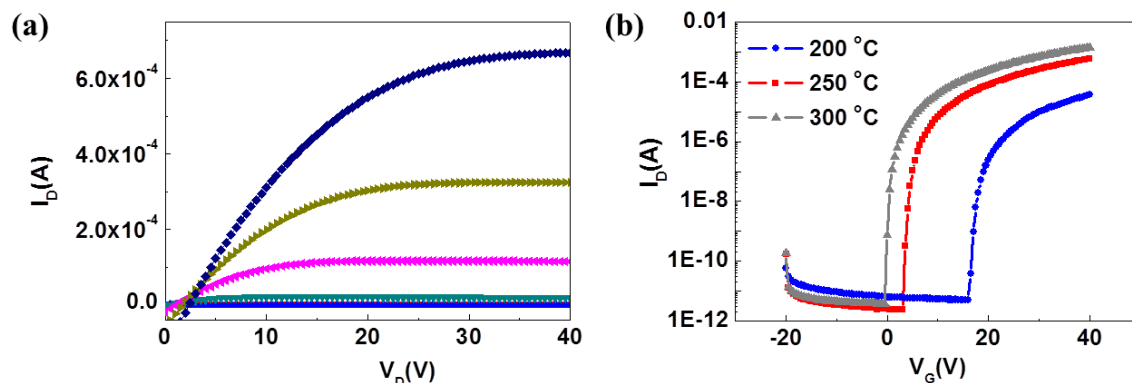 (a)
I_D(A)
6.0x10^-4
4.0x10^-4
2.0x10^-4
0.0
0 10 20 30 40
V_D(V)
(b)
I_D(A)
0.01
1E-4
1E-6
1E-8
1E-10
1E-12
200 °C
250 °C
300 °C
-20 0 20 40
V_G(V)